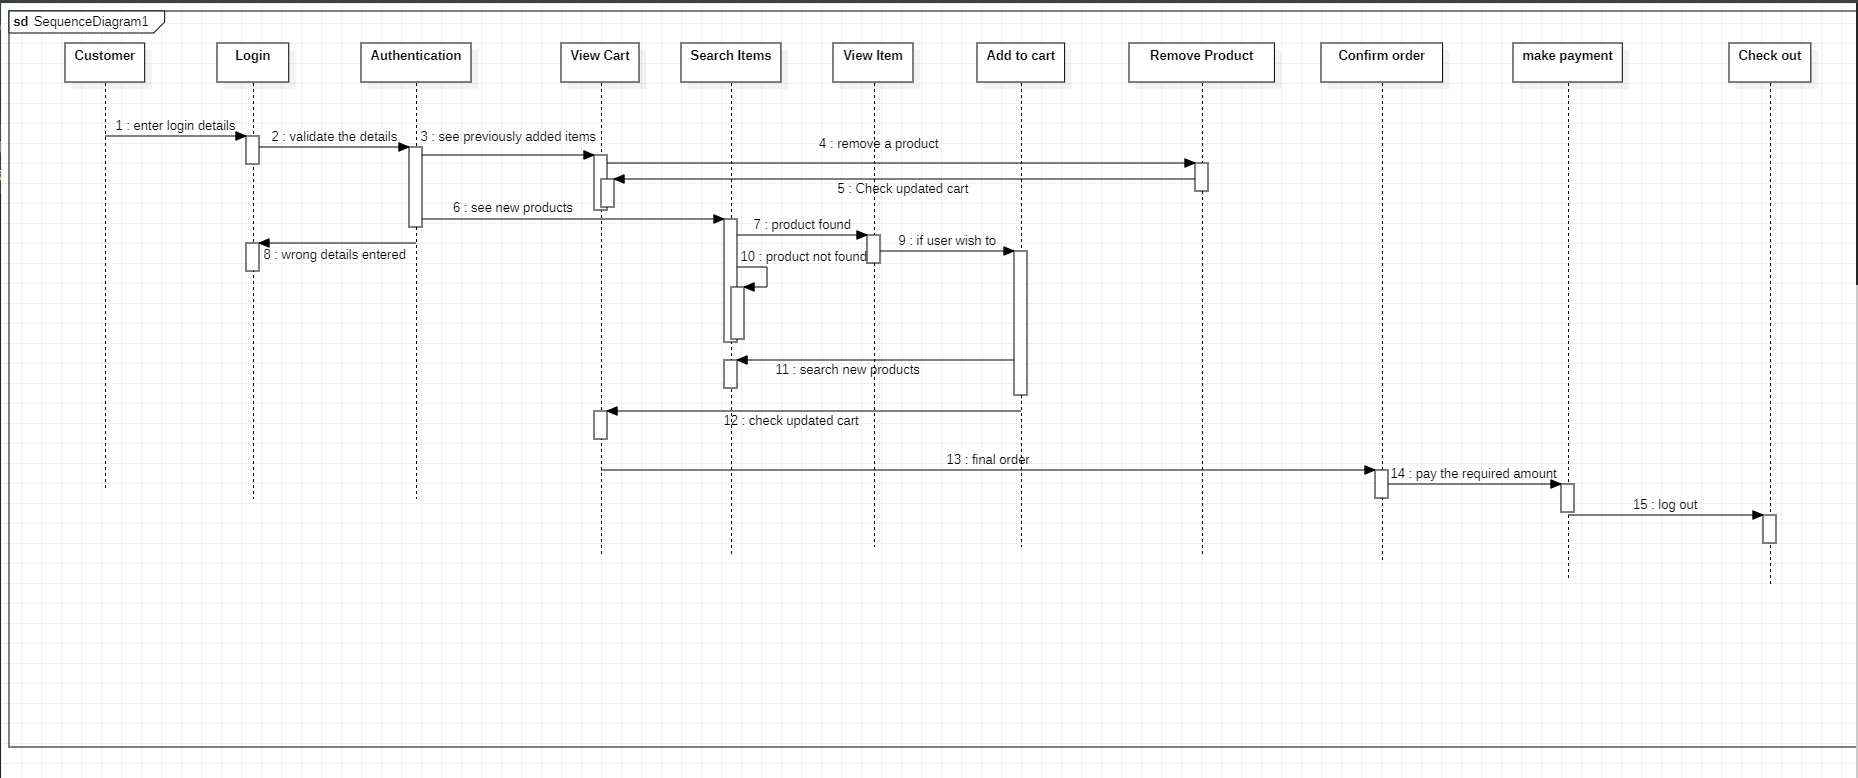 sd SequenceDiagram1
Customer
Login
Authentication
View Cart
Search Items
View Item
Add to cart
Remove Product
Confirm order
make payment
Check out
1 : enter login details
2 : validate the details
3 : see previously added items
4 : remove a product
5 : Check updated cart
6 : see new products
7 : product found
9 : if user wish to
8 : wrong details entered
10 : product not found
11 : search new products
12 : check updated cart
13 : final order
14 : pay the required amount
15 : log out